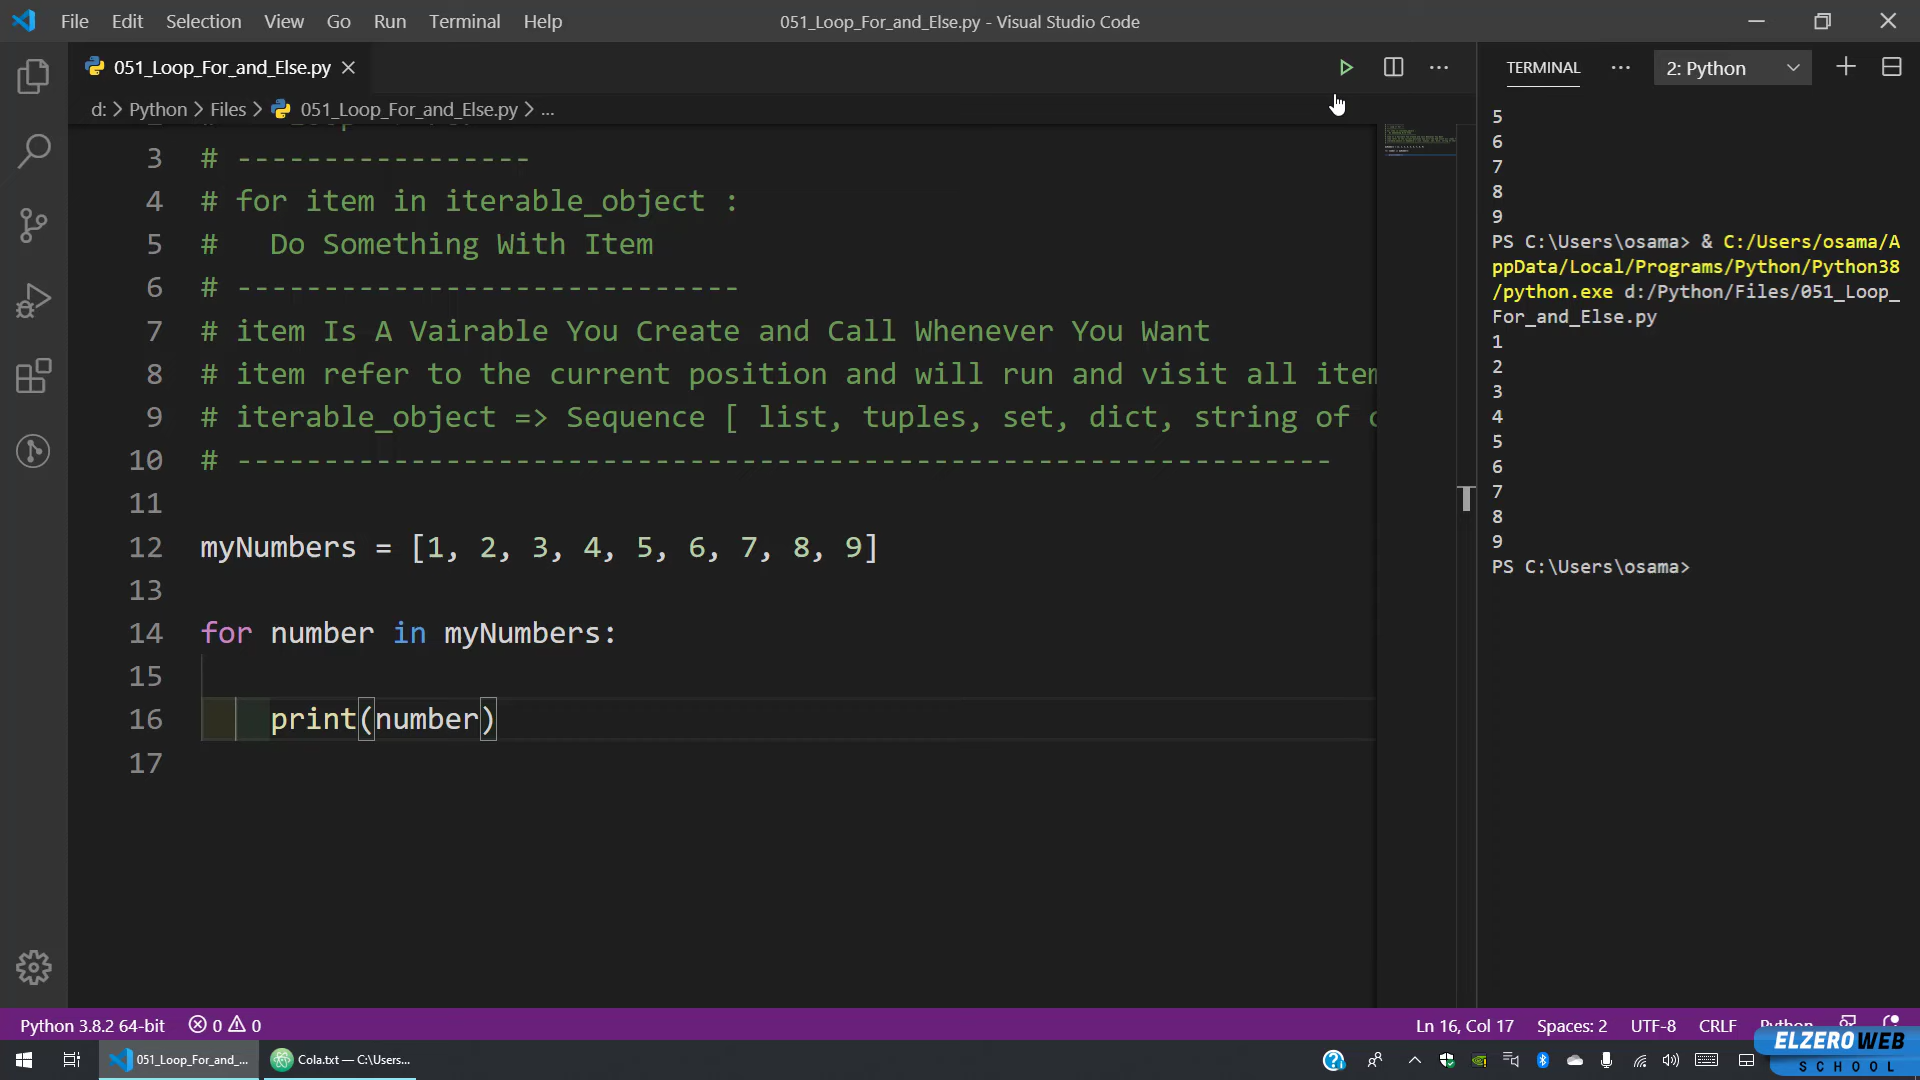 File Edit Selection View Go Run Terminal Help
051_Loop_For_and_Else.py - Visual Studio Code
051_Loop_For_and_Else.py
d: > Python > Files > 051_Loop_For_and_Else.py > ...
3 # -----------------
4 # for item in iterable_object :
5 #   Do Something With Item
6 # -----------------------------
7 # item Is A Vairable You Create and Call Whenever You Want
8 # item refer to the current position and will run and visit all item
9 # iterable_object => Sequence [ list, tuples, set, dict, string of
10 # ---------------------------------------------------------------
11
12 myNumbers = [1, 2, 3, 4, 5, 6, 7, 8, 9]
13
14 for number in myNumbers:
15
16     print(number)
17
TERMINAL ... 2: Python
5
6
7
8
9
PS C:\Users\osama> & C:/Users/osama/A
ppData/Local/Programs/Python/Python38
/python.exe d:/Python/Files/051_Loop_
For_and_Else.py
1
2
3
4
5
6
7
8
9
PS C:\Users\osama>
Python 3.8.2 64-bit 0 0
Ln 16, Col 17 Spaces: 2 UTF-8 CRLF Python
051_Loop_For_and_...
Cola.txt — C:\Users...
ELZEROWEB
SCHOOL